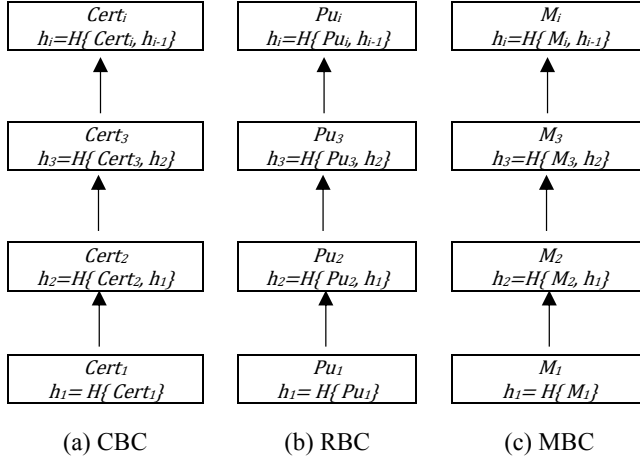 Certᵢ
hᵢ=H{ Certᵢ, hᵢ₋₁}
Cert₃
h₃=H{ Cert₃, h₂}
Cert₂
h₂=H{ Cert₂, h₁}
Cert₁
h₁= H{ Cert₁}
(a) CBC
Puᵢ
hᵢ=H{ Puᵢ, hᵢ₋₁}
Pu₃
h₃=H{ Pu₃, h₂}
Pu₂
h₂=H{ Pu₂, h₁}
Pu₁
h₁= H{ Pu₁}
(b) RBC
Mᵢ
hᵢ=H{ Mᵢ, hᵢ₋₁}
M₃
h₃=H{ M₃, h₂}
M₂
h₂=H{ M₂, h₁}
M₁
h₁= H{ M₁}
(c) MBC